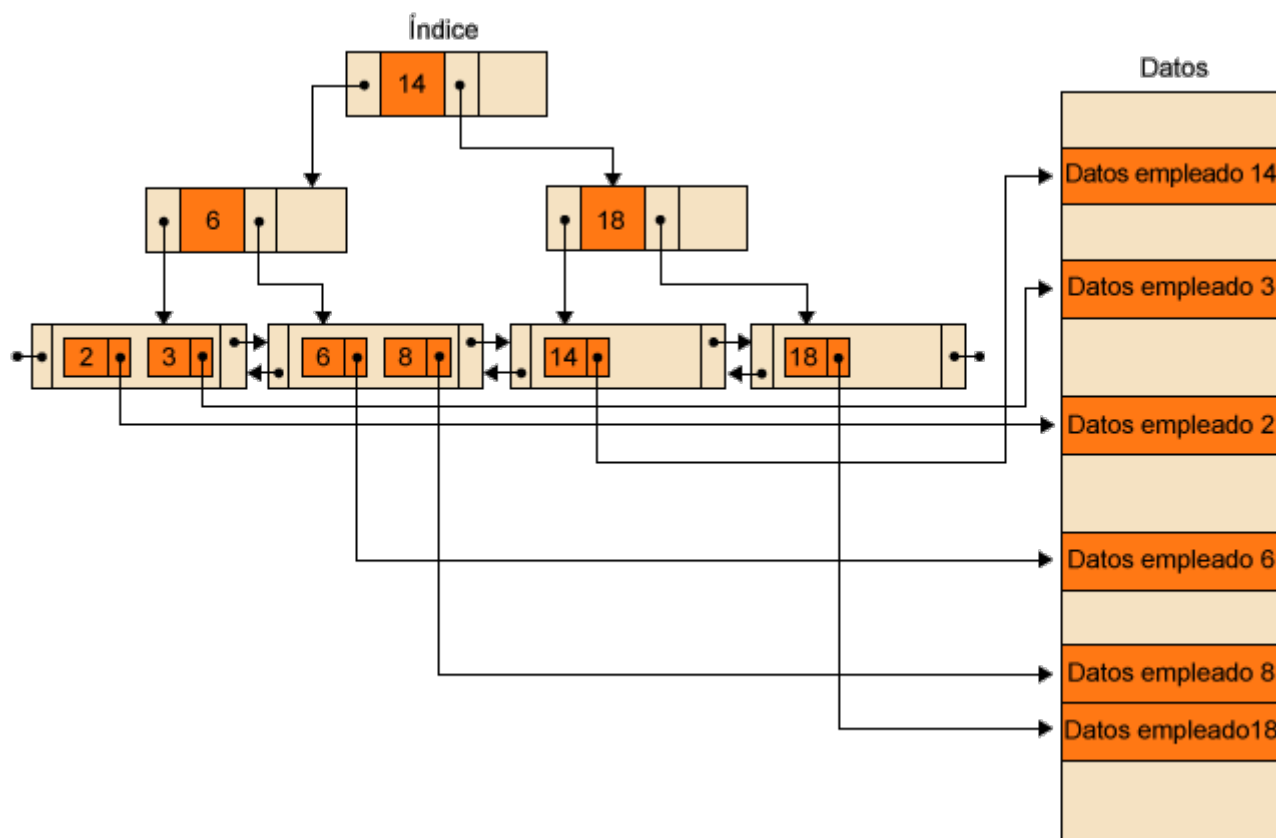 Índice
14
6
18
2 3
6 8
14
18
Datos
Datos empleado 14
Datos empleado 3
Datos empleado 2
Datos empleado 6
Datos empleado 8
Datos empleado18